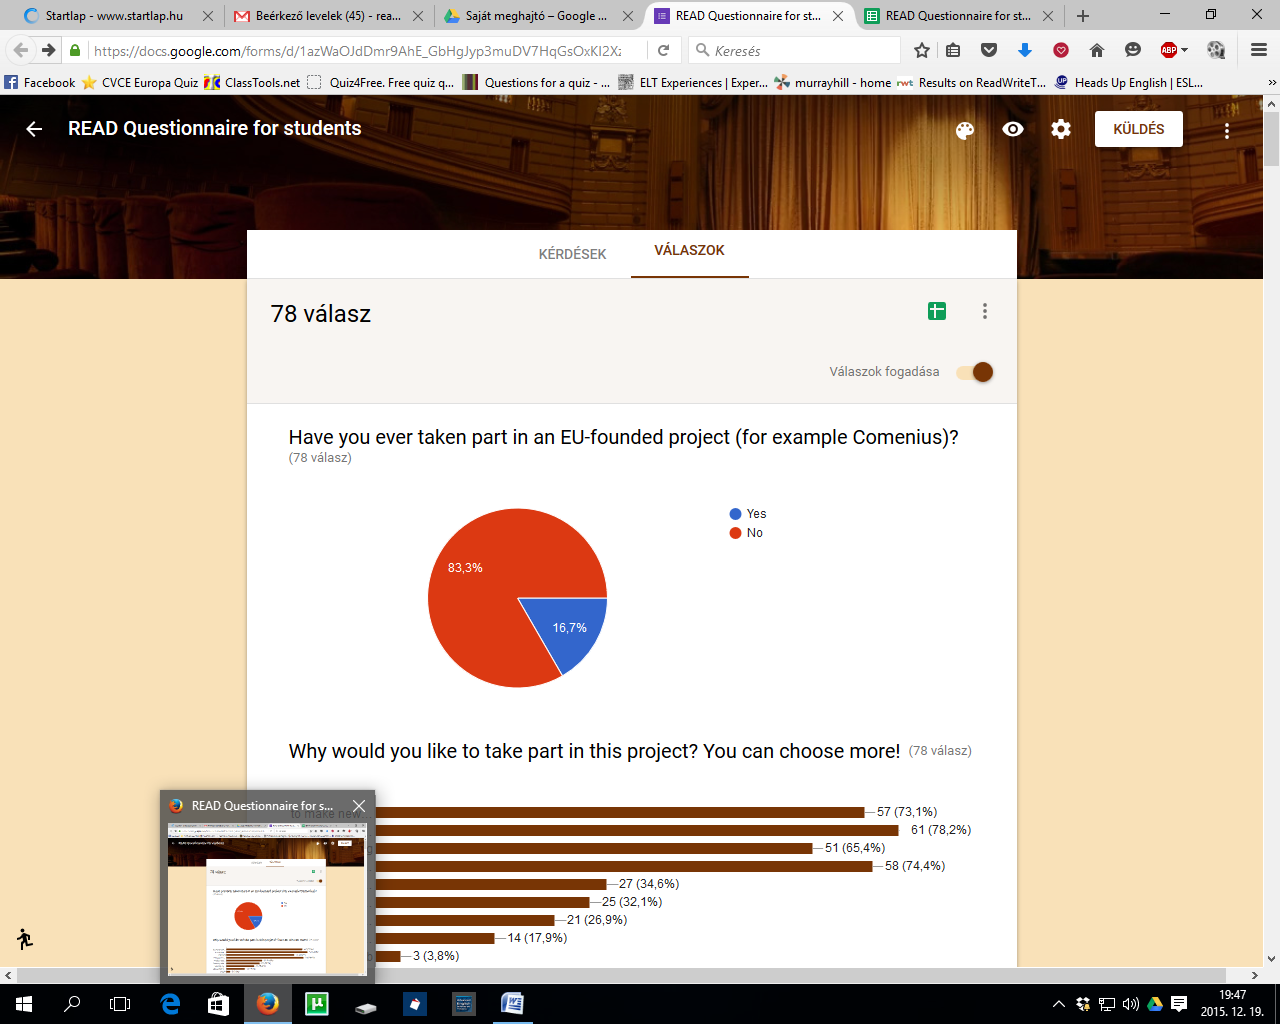 Startlap - www.startlap.hu
Beérkező levelek (45) - rea...
Saját meghajtó – Google ...
READ Questionnaire for st...
READ Questionnaire for st...
https://docs.google.com/forms/d/1azWaOJdDmr9AhE_GbHgJyp3muDV7HqGsOxKI2Xz
Keresés
ABP
Facebook
CVCE Europa Quiz
ClassTools.net
Quiz4Free. Free quiz q...
Questions for a quiz - ...
ELT Experiences | Exper...
murrayhill - home
rwt
Results on ReadWriteT...
Heads Up English | ESL...
READ Questionnaire for students
KÜLDÉS
KÉRDÉSEK
VÁLASZOK
78 válasz
Válaszok fogadása
Have you ever taken part in an EU-founded project (for example Comenius)?
(78 válasz)
Yes
No
83,3%
16,7%
Why would you like to take part in this project? You can choose more! (78 válasz)
READ Questionnaire for s...
to make new...
57 (73,1%)
61 (78,2%)
51 (65,4%)
58 (74,4%)
27 (34,6%)
25 (32,1%)
21 (26,9%)
14 (17,9%)
3 (3,8%)
19:47
2015. 12. 19.